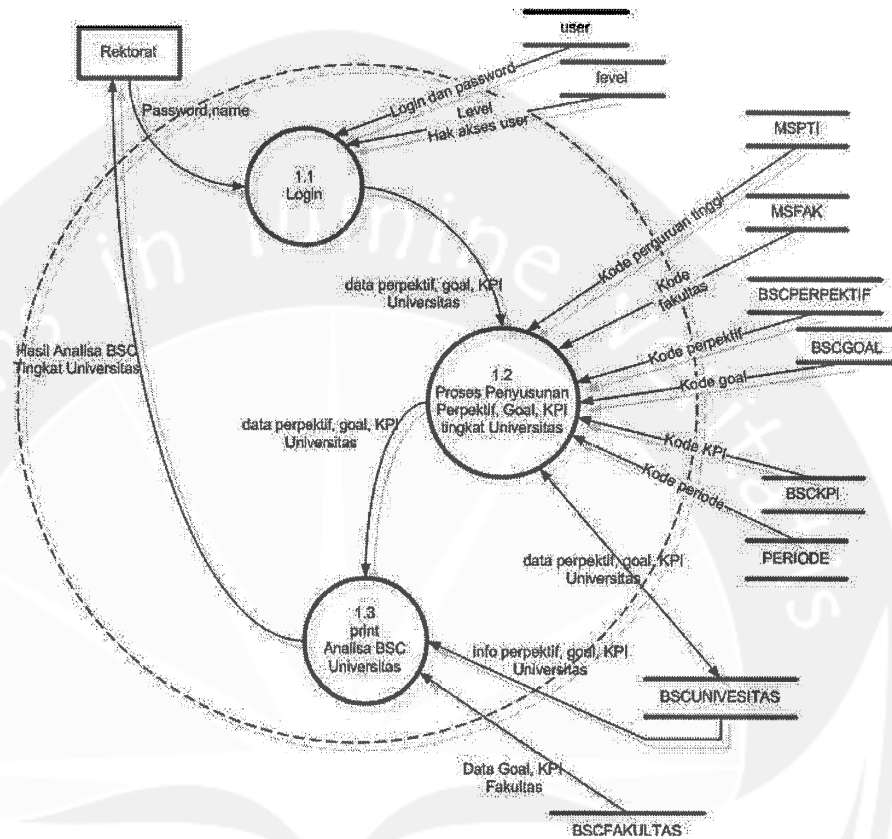 Rektorat
user
level
Password,name
Login dan password
Level
Hak akses user
1.1
Login
MSPTI
Kode perguruan tinggi
MSFAK
Kode
fakultas
BSCPERPEKTIF
Kode perpektif
BSCGOAL
Kode goal
data perpektif, goal, KPI
Universitas
Hasil Analisa BSC
Tingkat Universitas
1.2
Proses Penyusunan
Perpektif, Goal, KPI
tingkat Universitas
data perpektif, goal, KPI
Universitas
Kode KPI
BSCKPI
Kode periode
PERIODE
data perpektif, goal, KPI
Universitas
1.3
print
Analisa BSC
Universitas
info perpektif, goal, KPI
Universitas
BSCUNIVESITAS
Data Goal, KPI
Fakultas
BSCFAKULTAS
in lumine veritatis